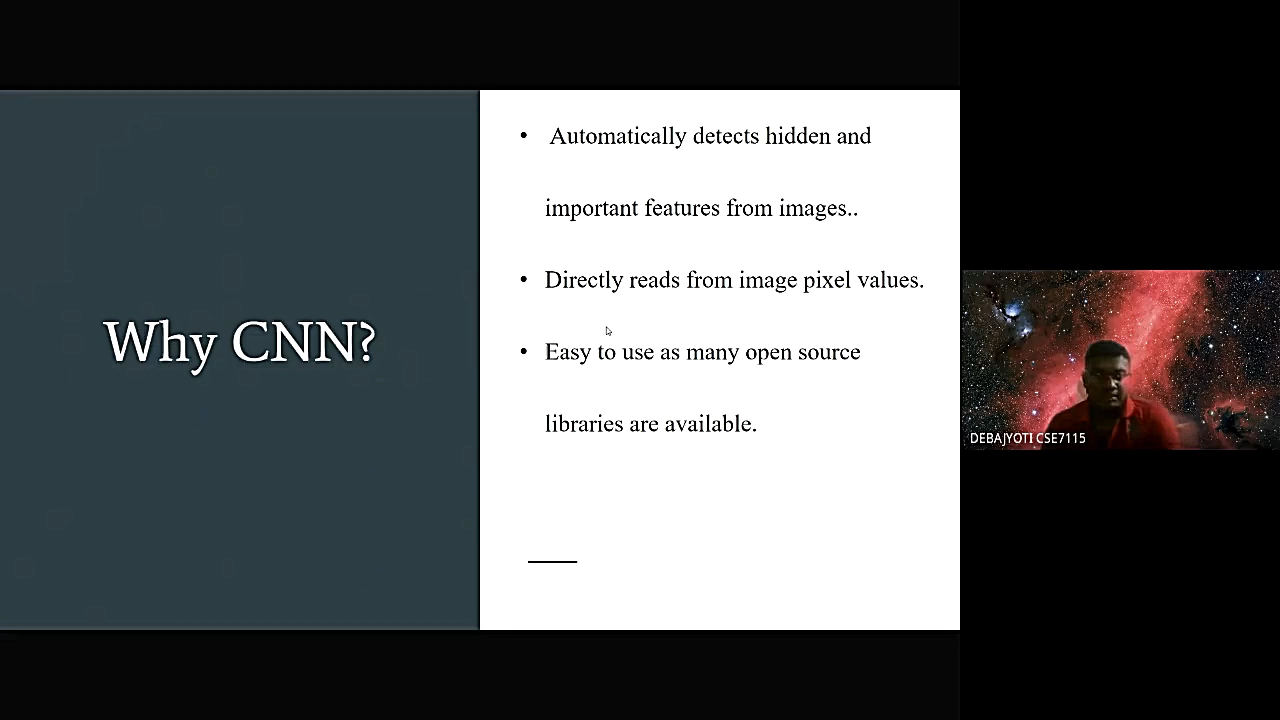 Why CNN?
• Automatically detects hidden and
important features from images..
• Directly reads from image pixel values.
• Easy to use as many open source
libraries are available.
DEBAJYOTI CSE7115